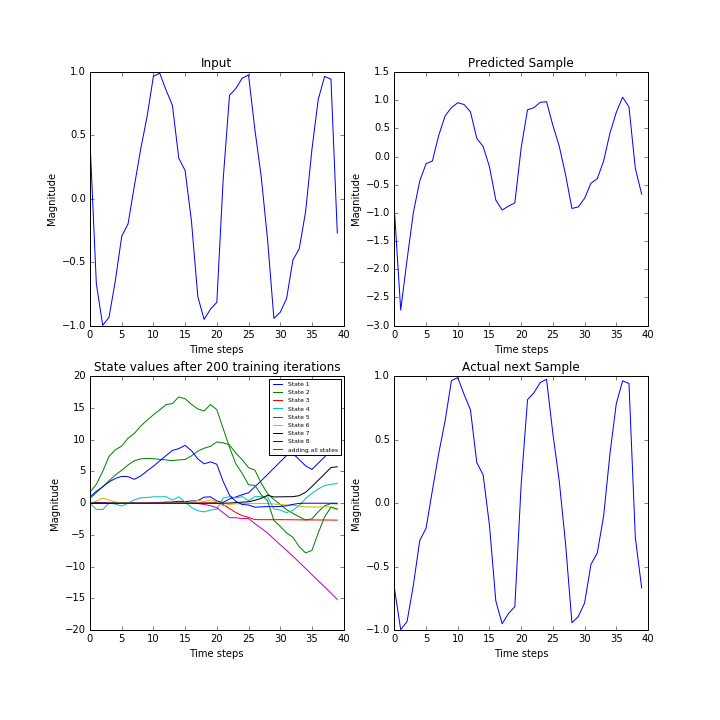 Input
1.0
0.5
0.0
−0.5
−1.0
Magnitude
0 5 10 15 20 25 30 35 40
Time steps
Predicted Sample
1.5
1.0
0.5
0.0
−0.5
−1.0
−1.5
−2.0
−2.5
−3.0
Magnitude
0 5 10 15 20 25 30 35 40
Time steps
State values after 200 training iterations
20
15
10
5
0
−5
−10
−15
−20
Magnitude
0 5 10 15 20 25 30 35 40
Time steps
State 1
State 2
State 3
State 4
State 5
State 6
State 7
State 8
adding all states
Actual next Sample
1.0
0.5
0.0
−0.5
−1.0
Magnitude
0 5 10 15 20 25 30 35 40
Time steps